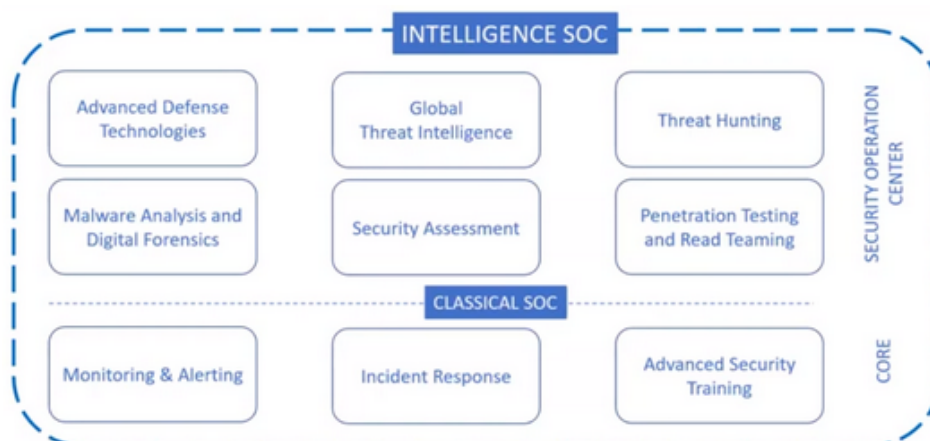 INTELLIGENCE SOC
Advanced Defense
Technologies
Global
Threat Intelligence
Threat Hunting
Malware Analysis and
Digital Forensics
Security Assessment
Penetration Testing
and Read Teaming
SECURITY OPERATION
CENTER
CLASSICAL SOC
Monitoring & Alerting
Incident Response
Advanced Security
Training
CORE